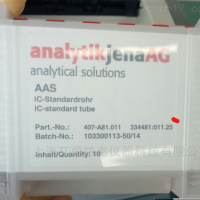 analytikjenaAG
analytical solutions
AAS
IC-Standardrohr
IC-standard tube
Part.-No.: 407-A81.011 334481:011.25
Batch-No.: 103300113-50/14
Inhalt/Quantity: 10